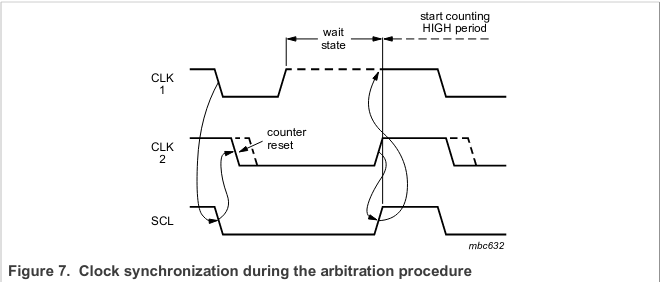 wait
state
start counting
HIGH period
CLK
1
counter
reset
CLK
2
SCL
mbc632
Figure 7. Clock synchronization during the arbitration procedure